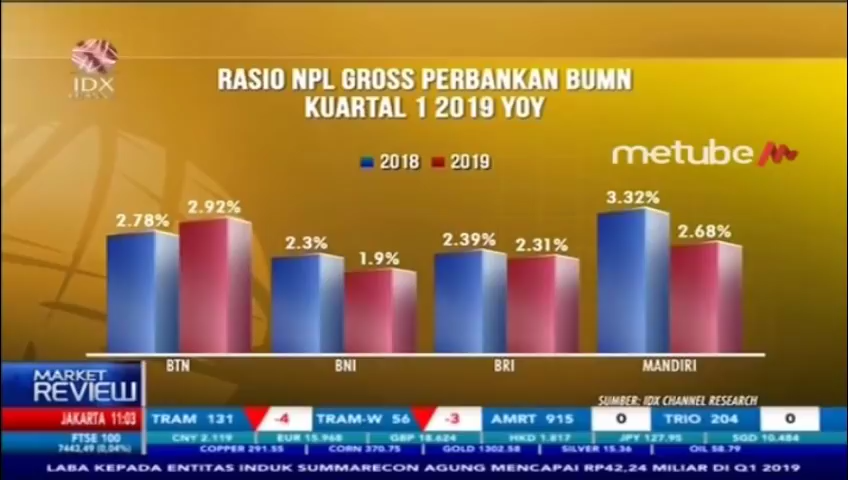 IDX
RASIO NPL GROSS PERBANKAN BUMN
KUARTAL 1 2019 YOY
metube
2018 2019
2.78% 2.92% 2.3% 1.9% 2.39% 2.31% 3.32% 2.68%
BTN BNI BRI MANDIRI
SUMBER: IDX CHANNEL RESEARCH
MARKET
REVIEW
JAKARTA 11:03 TRAM 131 -4 TRAM-W 56 -3 AMRT 915 0 TRIO 204 0
FTSE 100 CNY 2.119 EUR 15.968 GBP 18.624 HKD 1.817 JPY 127.95 SGD 10.484
7443,49 (0,04%) COPPER 291.55 CORN 370.75 GOLD 1302.58 SILVER 15.36 OIL 58.79
LABA KEPADA ENTITAS INDUK SUMMARECON AGUNG MENCAPAI RP42,24 MILIAR DI Q1 2019